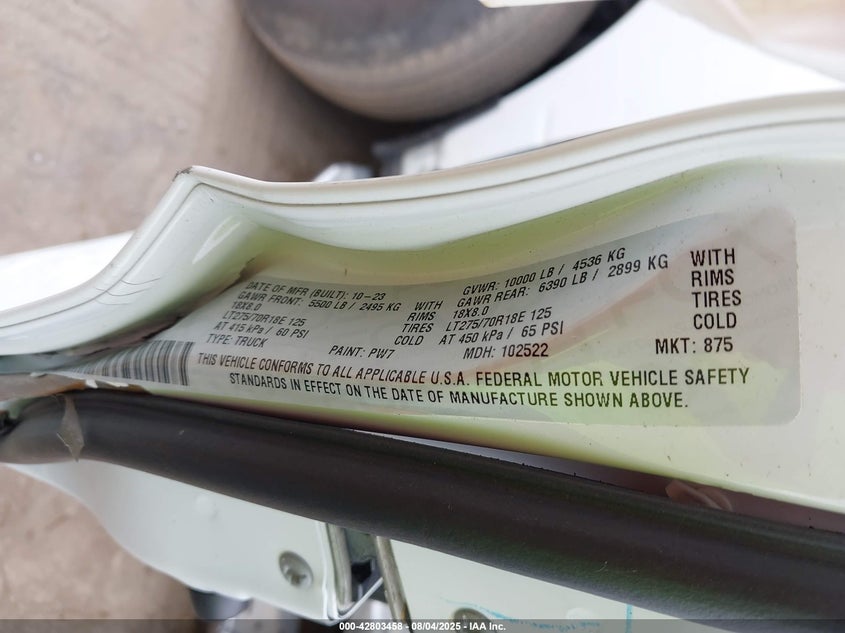 DATE OF MFR (BUILT): 10-23 GVWR: 10000 LB / 4536 KG
GAWR FRONT: 5500 LB / 2495 KG WITH GAWR REAR: 6390 LB / 2899 KG WITH
18X8.0 RIMS 18X8.0 RIMS
LT275/70R18E 125 TIRES LT275/70R18E 125 TIRES
AT 415 kPa / 60 PSI COLD AT 450 kPa / 65 PSI COLD
TYPE: TRUCK PAINT: PW7 MDH: 102522 MKT: 875
THIS VEHICLE CONFORMS TO ALL APPLICABLE U.S.A. FEDERAL MOTOR VEHICLE SAFETY
STANDARDS IN EFFECT ON THE DATE OF MANUFACTURE SHOWN ABOVE.
000-42803458 - 08/04/2025 - IAA Inc.